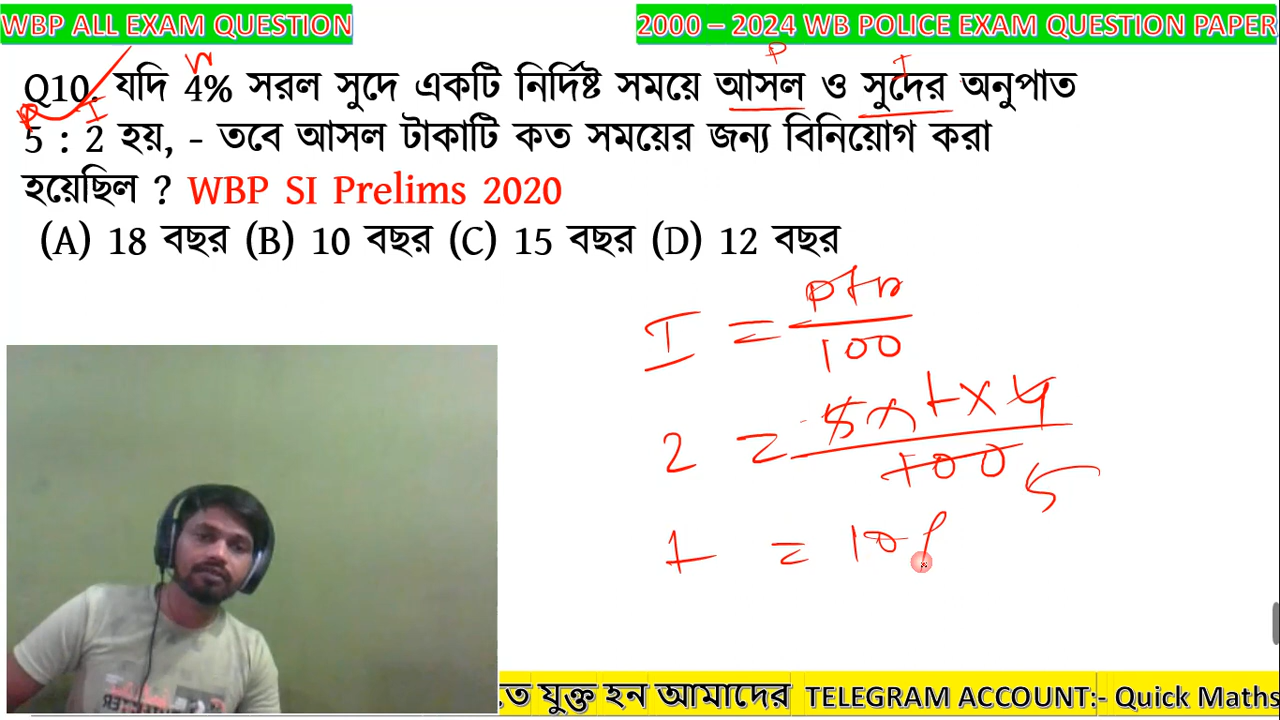 WBP ALL EXAM QUESTION
2000 – 2024 WB POLICE EXAM QUESTION PAPER
Q10. যদি 4% সরল সুদে একটি নির্দিষ্ট সময়ে আসল ও সুদের অনুপাত
5 : 2 হয়, - তবে আসল টাকাটি কত সময়ের জন্য বিনিয়োগ করা
হয়েছিল ? WBP SI Prelims 2020
(A) 18 বছর (B) 10 বছর (C) 15 বছর (D) 12 বছর
I = ptr
100
2 = 5 x t x 4
100 5
t = 10
তে যুক্ত হন আমাদের TELEGRAM ACCOUNT:- Quick Maths